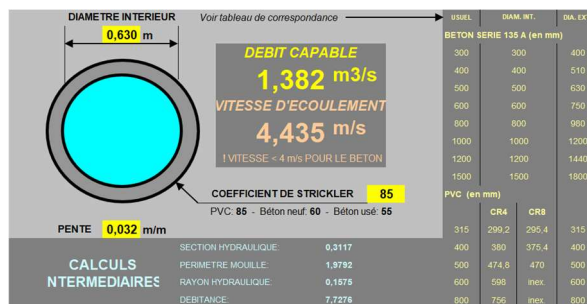 DIAMETRE INTERIEUR
0,630 m
Voir tableau de correspondance
DEBIT CAPABLE
1,382 m3/s
VITESSE D'ECOULEMENT
4,435 m/s
! VITESSE < 4 m/s POUR LE BETON
COEFFICIENT DE STRICKLER 85
PVC: 85 - Béton neuf: 60 - Béton usé: 55
PENTE 0,032 m/m
CALCULS
NTERMEDIAIRES
SECTION HYDRAULIQUE: 0,3117
PERIMETRE MOUILLE: 1,9792
RAYON HYDRAULIQUE: 0,1575
DEBITANCE: 7,7276
USUEL DIAM. INT. DIA. EXT
BETON SERIE 135 A (en mm)
300 300 400
400 400 510
500 500 630
600 600 750
800 800 980
1000 1000 1200
1200 1200 1440
1500 1500 1800
PVC (en mm)
CR4 CR8
315 299,2 295,4 315
400 380 375,4 400
500 474,8 470 500
600 598 inex. 600
800 756 inex. 800